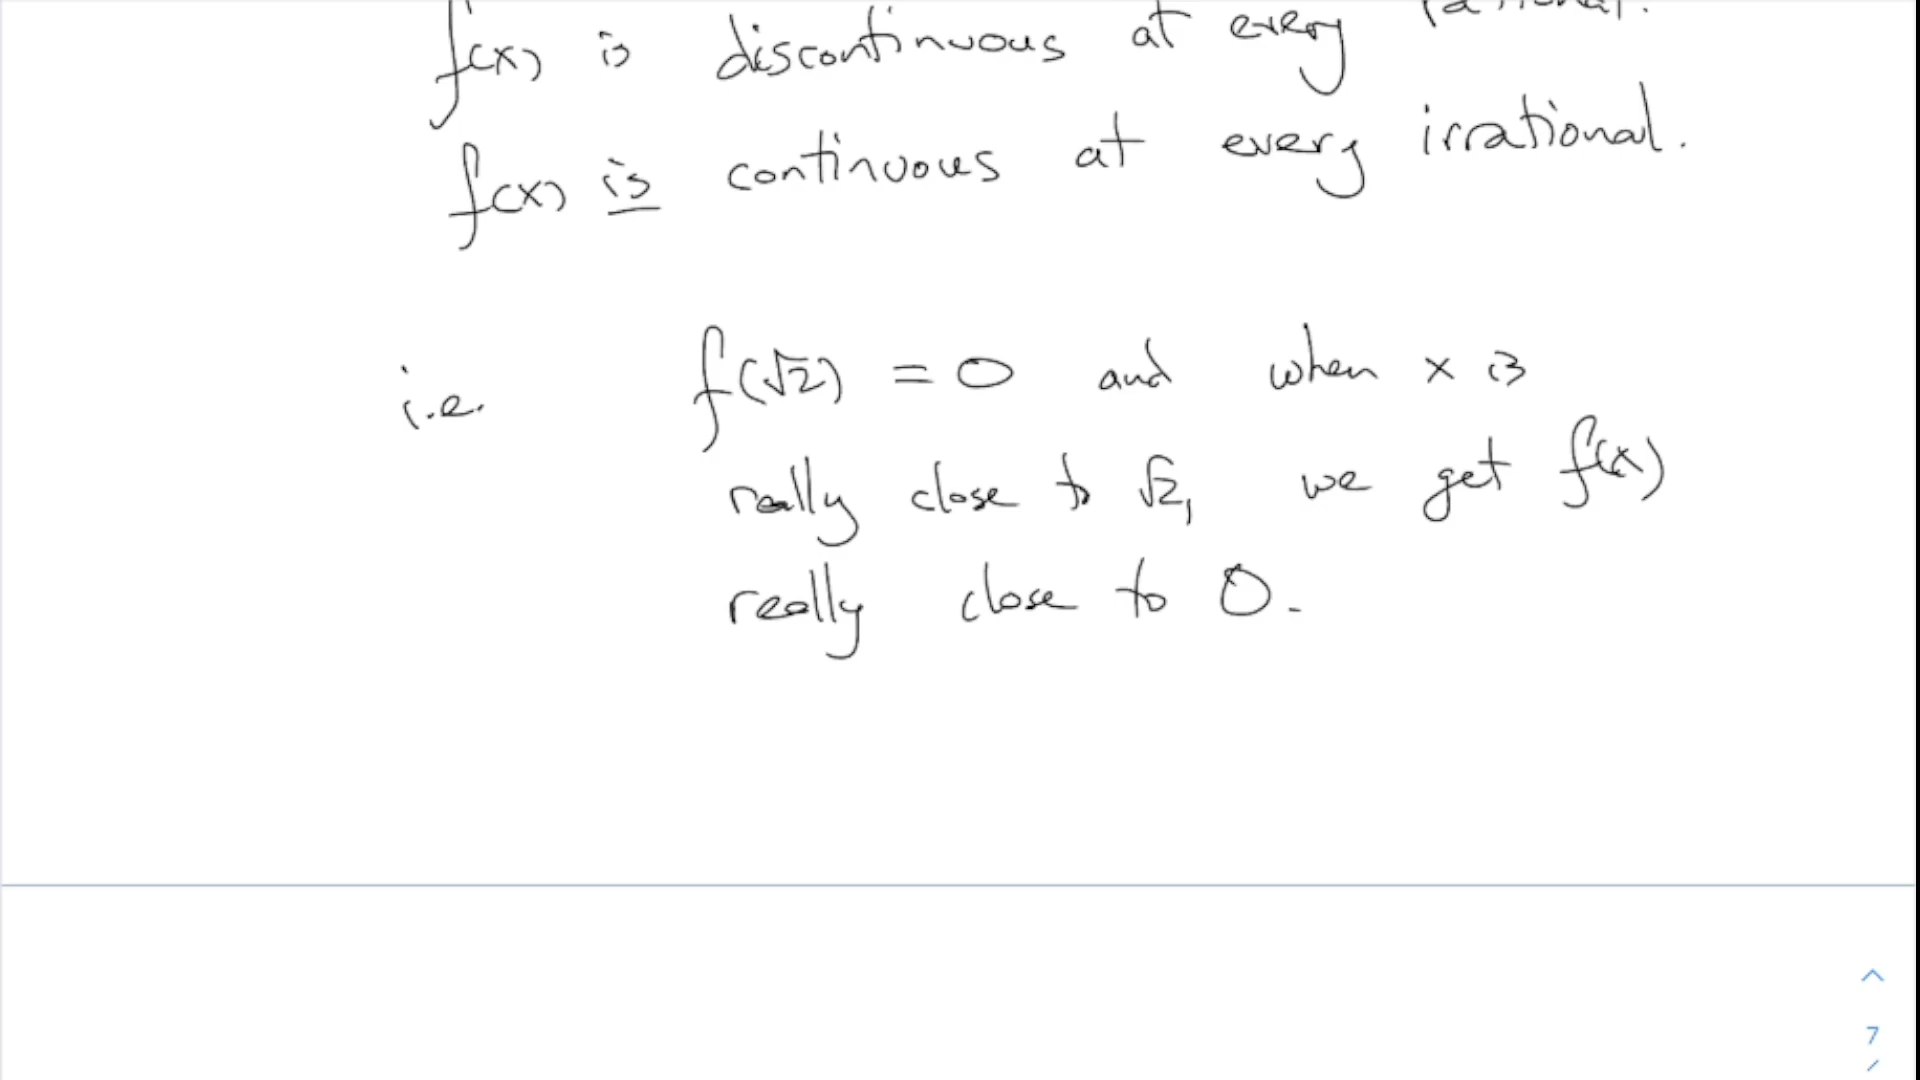 f(x) is discontinuous at every rational.
f(x) is continuous at every irrational.
i.e. f(√2) = 0 and when x is
really close to √2, we get f(x)
really close to 0.
7